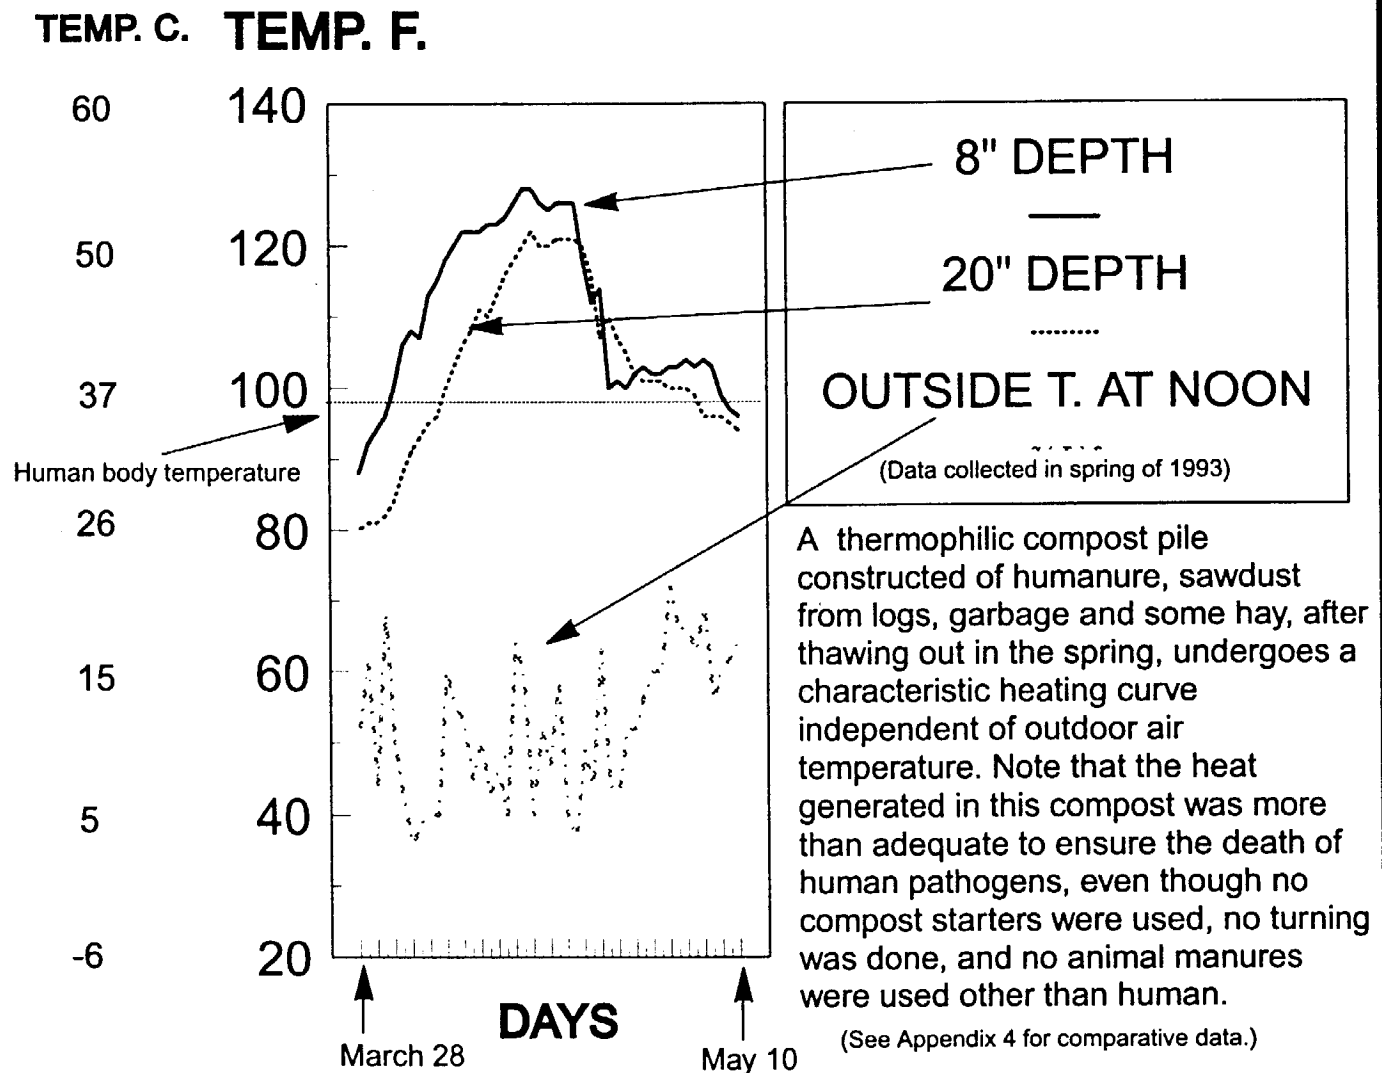 TEMP. C. TEMP. F.
60
50
37
26
15
5
-6
140
120
100
80
60
40
20
Human body temperature
8" DEPTH
20" DEPTH
OUTSIDE T. AT NOON
(Data collected in spring of 1993)
A thermophilic compost pile
constructed of humanure, sawdust
from logs, garbage and some hay, after
thawing out in the spring, undergoes a
characteristic heating curve
independent of outdoor air
temperature. Note that the heat
generated in this compost was more
than adequate to ensure the death of
human pathogens, even though no
compost starters were used, no turning
was done, and no animal manures
were used other than human.
(See Appendix 4 for comparative data.)
DAYS
March 28
May 10